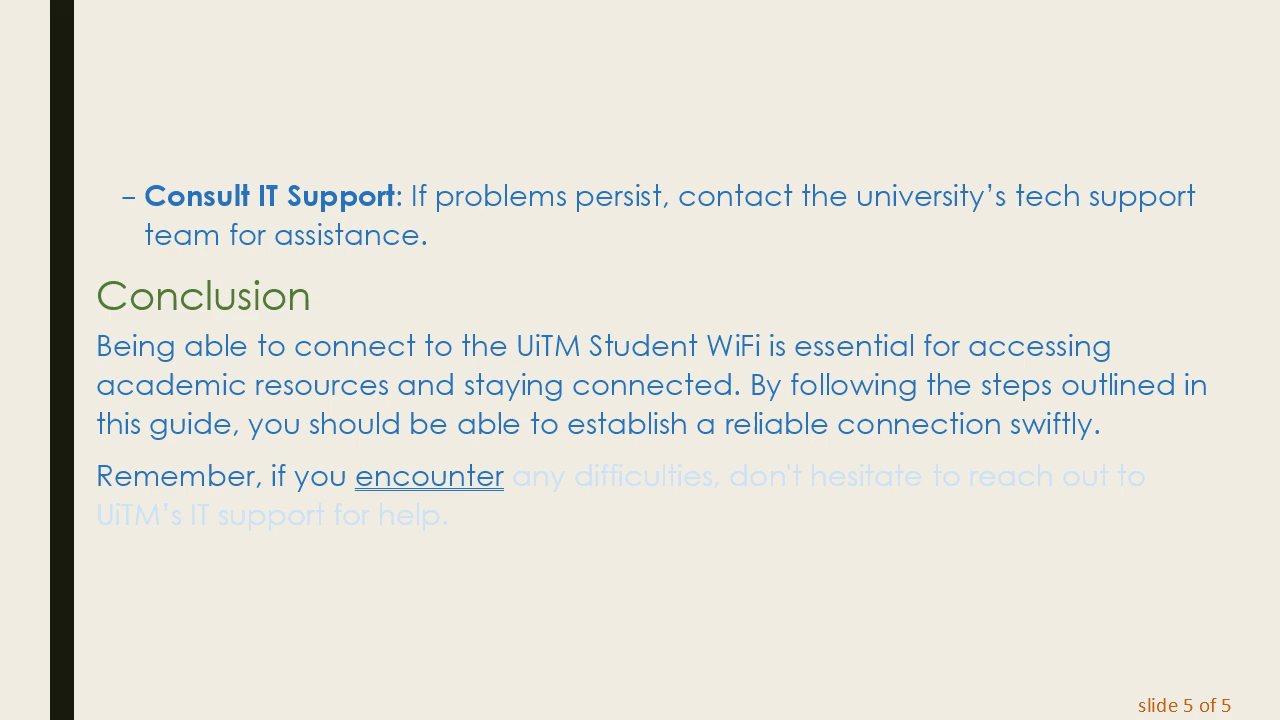 – Consult IT Support: If problems persist, contact the university’s tech support
team for assistance.
Conclusion
Being able to connect to the UiTM Student WiFi is essential for accessing
academic resources and staying connected. By following the steps outlined in
this guide, you should be able to establish a reliable connection swiftly.
Remember, if you encounter any difficulties, don't hesitate to reach out to
UiTM’s IT support for help.
slide 5 of 5